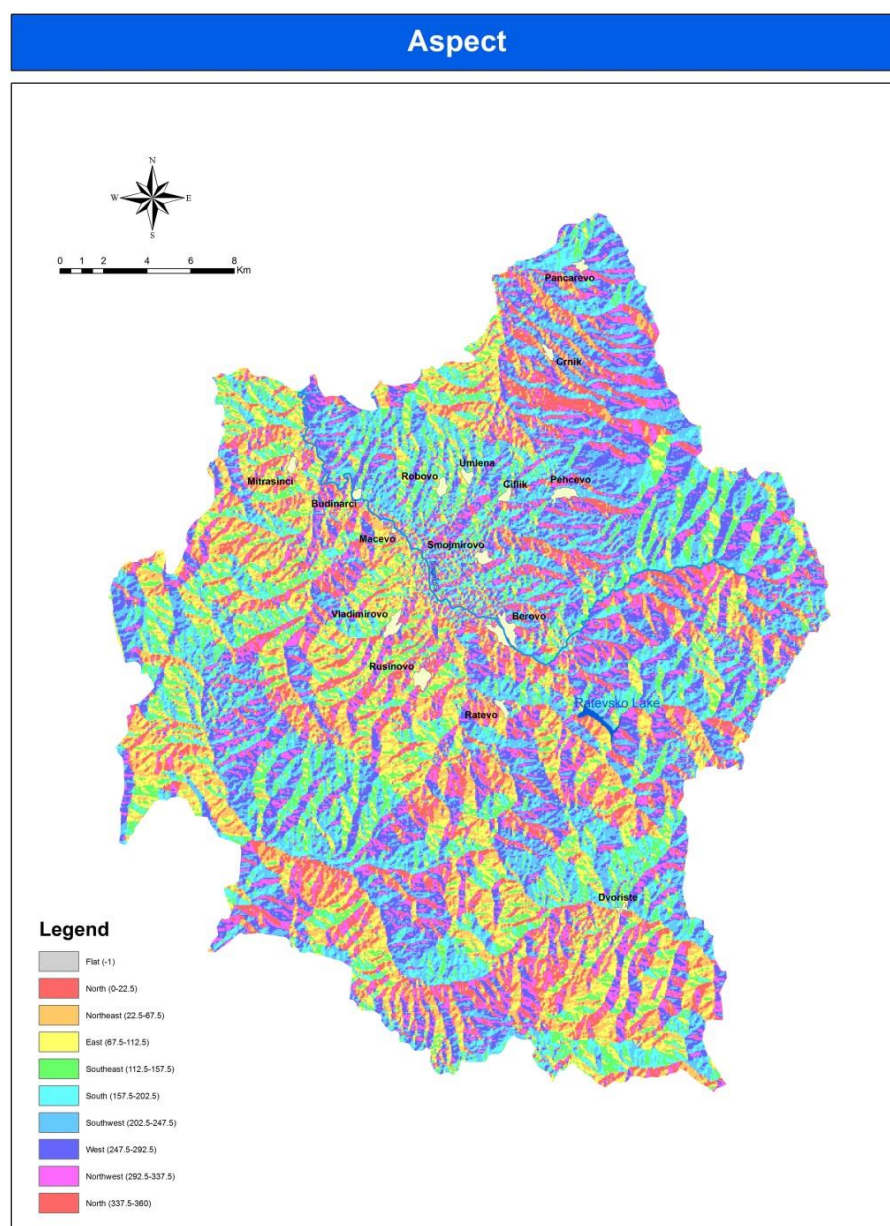 Aspect
N
W E
S
0 1 2 4 6 8
Km
Pancarevo
Crnik
Mitrasinci
Budinarci
Robovo
Umlena
Ciflik
Pehcevo
Macevo
Smojmirovo
Vladimirovo
Berovo
Rusinovo
Ratevo
Ratevsko Lake
Dvoriste
Legend
Flat (-1)
North (0-22.5)
Northeast (22.5-67.5)
East (67.5-112.5)
Southeast (112.5-157.5)
South (157.5-202.5)
Southwest (202.5-247.5)
West (247.5-292.5)
Northwest (292.5-337.5)
North (337.5-360)